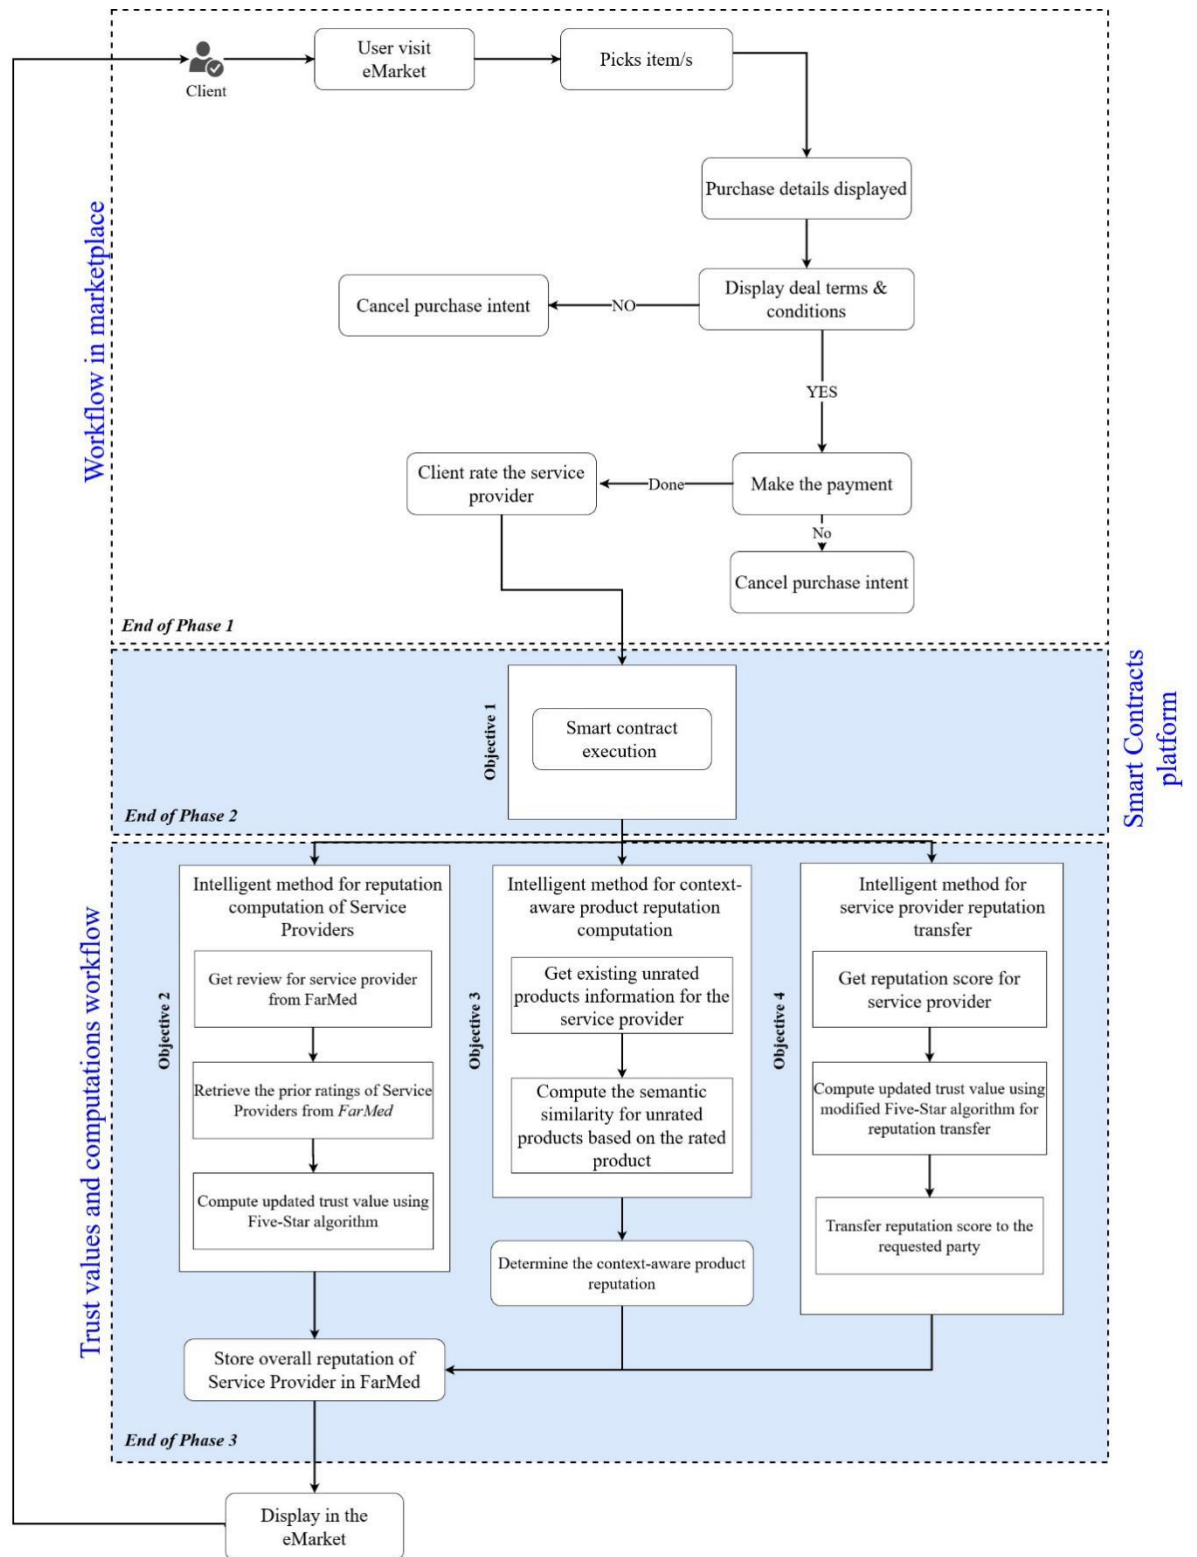 User visit
eMarket
Picks item/s
Client
Purchase details displayed
Display deal terms &
conditions
NO
Cancel purchase intent
YES
Client rate the service
provider
Done
Make the payment
No
Cancel purchase intent
End of Phase 1
Workflow in marketplace
Objective 1
Smart contract
execution
End of Phase 2
Smart Contracts
platform
Trust values and computations workflow
Objective 2
Intelligent method for reputation
computation of Service
Providers
Get review for service provider
from FarMed
Retrieve the prior ratings of Service
Providers from FarMed
Compute updated trust value using
Five-Star algorithm
Objective 3
Intelligent method for context-
aware product reputation
computation
Get existing unrated
products information for the
service provider
Compute the semantic
similarity for unrated
products based on the rated
product
Determine the context-aware product
reputation
Objective 4
Intelligent method for
service provider reputation
transfer
Get reputation score for
service provider
Compute updated trust value using
modified Five-Star algorithm for
reputation transfer
Transfer reputation score to the
requested party
Store overall reputation of
Service Provider in FarMed
End of Phase 3
Display in the
eMarket